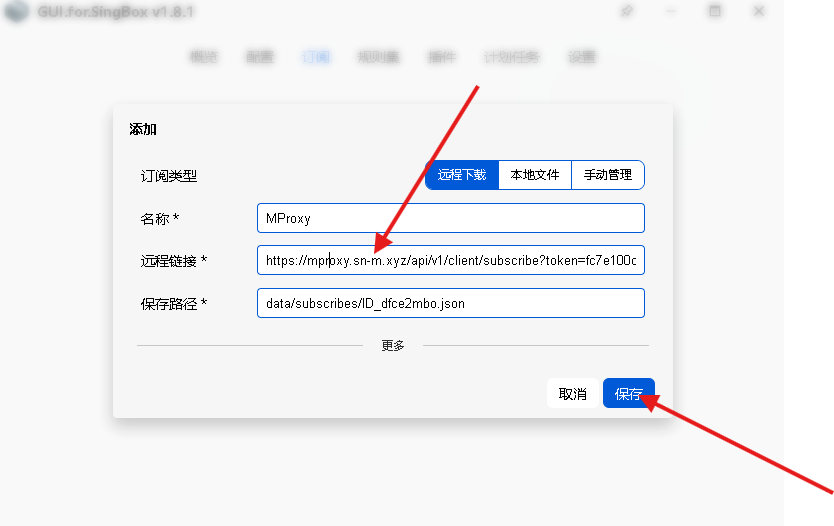 GUI.for.SingBox v1.8.1
概览 配置 订阅 规则集 插件 计划任务 设置
添加
订阅类型 远程下载 本地文件 手动管理
名称 * MProxy
远程链接 * https://mproxy.sn-m.xyz/api/v1/client/subscribe?token=fc7e100c
保存路径 * data/subscribes/ID_dfce2mbo.json
更多
取消 保存